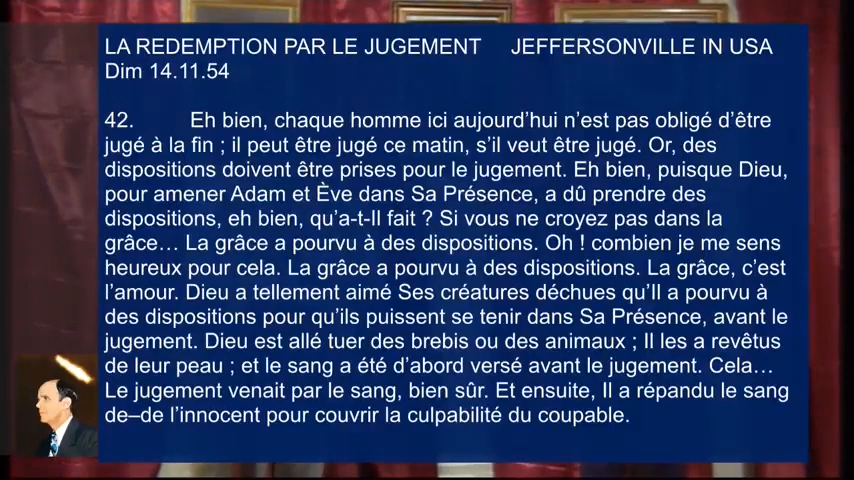 LA REDEMPTION PAR LE JUGEMENT JEFFERSONVILLE IN USA
Dim 14.11.54
42. Eh bien, chaque homme ici aujourd’hui n’est pas obligé d’être
jugé à la fin ; il peut être jugé ce matin, s’il veut être jugé. Or, des
dispositions doivent être prises pour le jugement. Eh bien, puisque Dieu,
pour amener Adam et Ève dans Sa Présence, a dû prendre des
dispositions, eh bien, qu’a-t-Il fait ? Si vous ne croyez pas dans la
grâce… La grâce a pourvu à des dispositions. Oh ! combien je me sens
heureux pour cela. La grâce a pourvu à des dispositions. La grâce, c’est
l’amour. Dieu a tellement aimé Ses créatures déchues qu’Il a pourvu à
des dispositions pour qu’ils puissent se tenir dans Sa Présence, avant le
jugement. Dieu est allé tuer des brebis ou des animaux ; Il les a revêtus
de leur peau ; et le sang a été d’abord versé avant le jugement. Cela…
Le jugement venait par le sang, bien sûr. Et ensuite, Il a répandu le sang
de–de l’innocent pour couvrir la culpabilité du coupable.